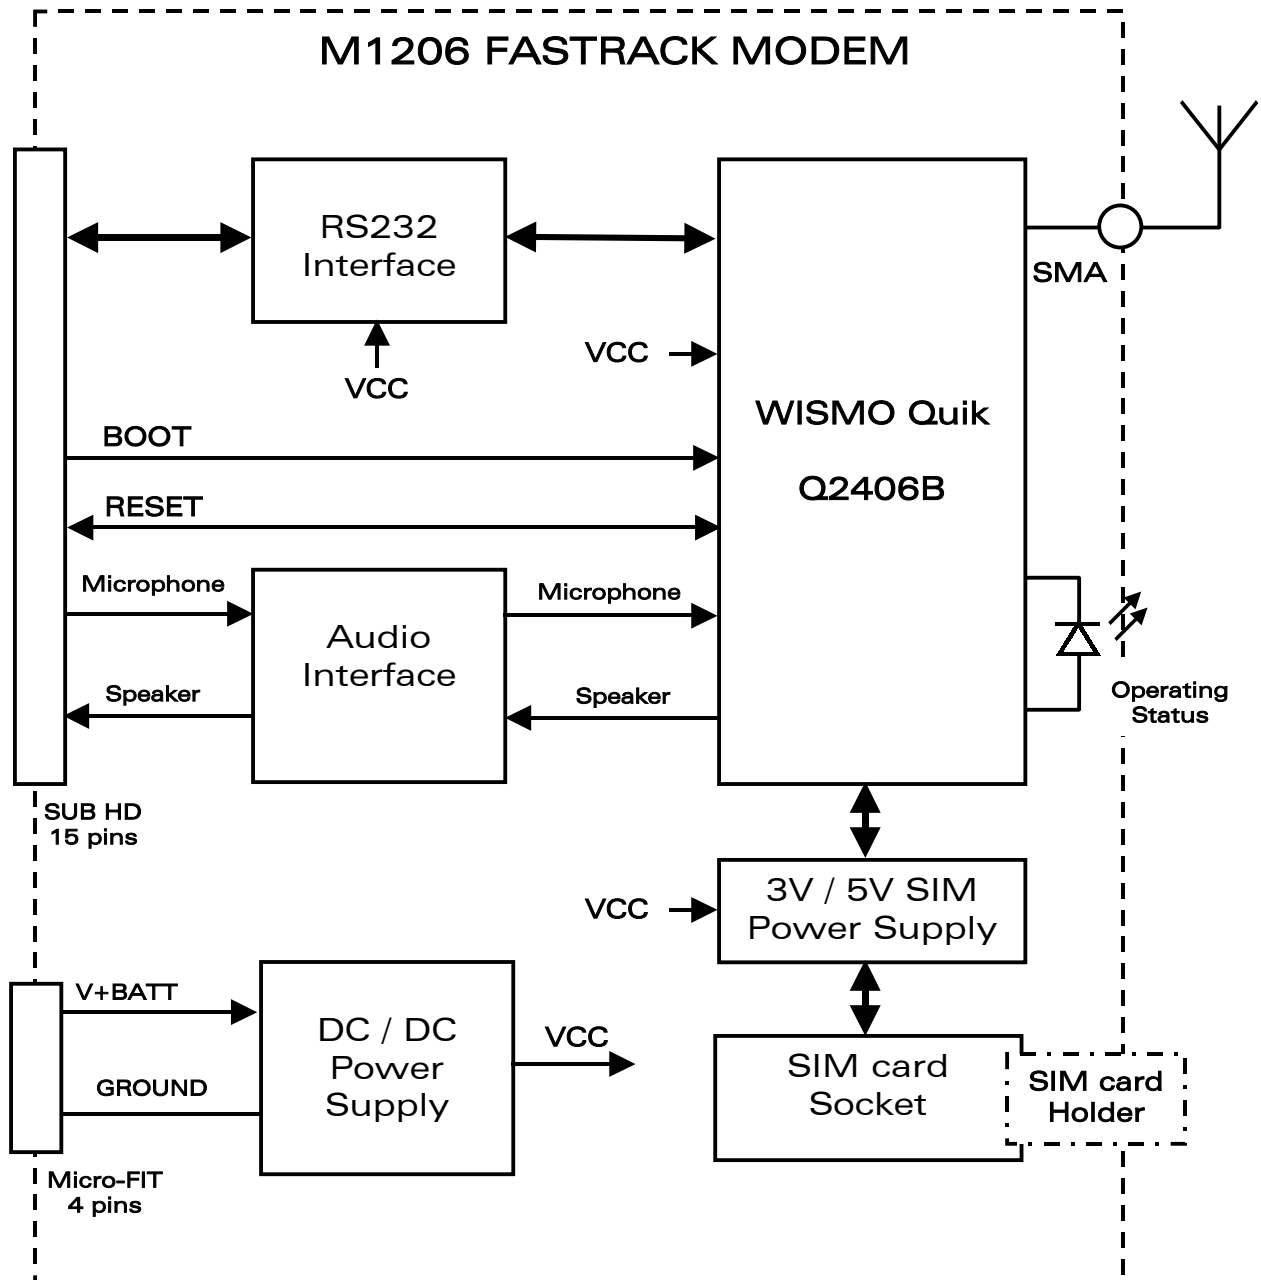 M1206 FASTRACK MODEM
RS232
Interface
SMA
VCC
VCC
WISMO Quik
BOOT
Q2406B
RESET
Microphone
Microphone
Audio
Interface
Speaker
Speaker
Operating
Status
SUB HD
15 pins
3V / 5V SIM
Power Supply
VCC
V+BATT
DC / DC
Power
Supply
VCC
GROUND
SIM card
Socket
SIM card
Holder
Micro-FIT
4 pins